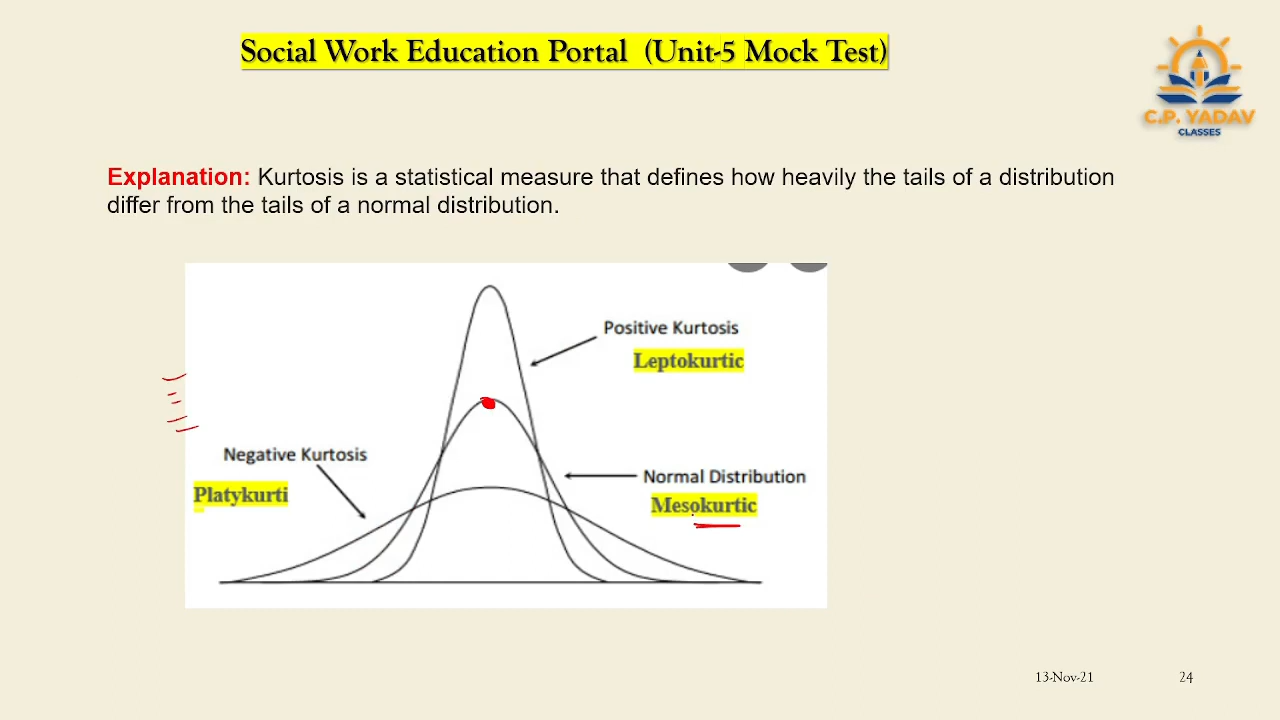 Social Work Education Portal (Unit-5 Mock Test)
C.P. YADAV
CLASSES
Explanation: Kurtosis is a statistical measure that defines how heavily the tails of a distribution
differ from the tails of a normal distribution.
Positive Kurtosis
Leptokurtic
Negative Kurtosis
Platykurti
Normal Distribution
Mesokurtic
13-Nov-21
24